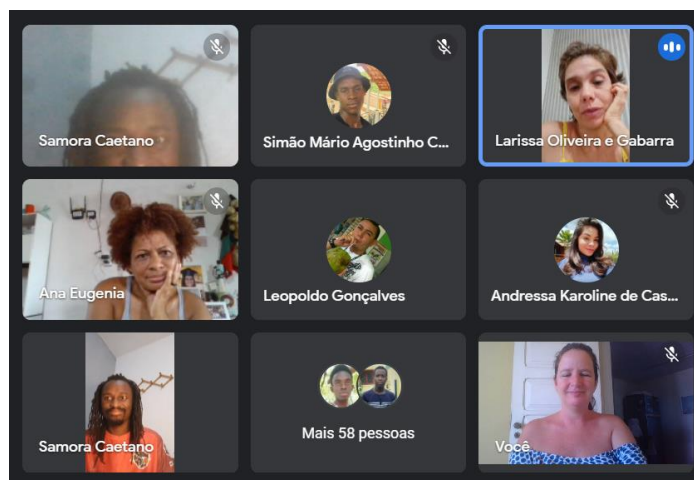 Samora Caetano
Simão Mário Agostinho C...
Larissa Oliveira e Gabarra
Ana Eugenia
Leopoldo Gonçalves
Andressa Karoline de Cas...
Samora Caetano
Mais 58 pessoas
Você